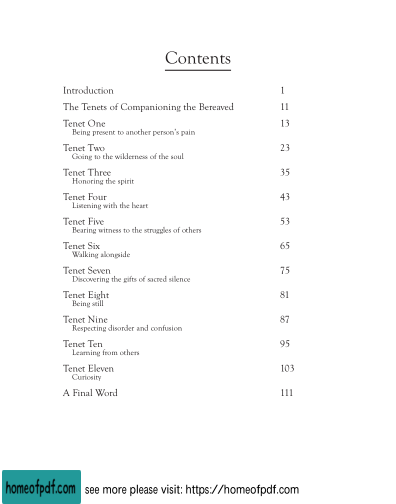 Contents
Introduction 1
The Tenets of Companioning the Bereaved 11
Tenet One 13
Being present to another person's pain
Tenet Two 23
Going to the wilderness of the soul
Tenet Three 35
Honoring the spirit
Tenet Four 43
Listening with the heart
Tenet Five 53
Bearing witness to the struggles of others
Tenet Six 65
Walking alongside
Tenet Seven 75
Discovering the gifts of sacred silence
Tenet Eight 81
Being still
Tenet Nine 87
Respecting disorder and confusion
Tenet Ten 95
Learning from others
Tenet Eleven 103
Curiosity
A Final Word 111
homeofpdf.com see more please visit: https://homeofpdf.com